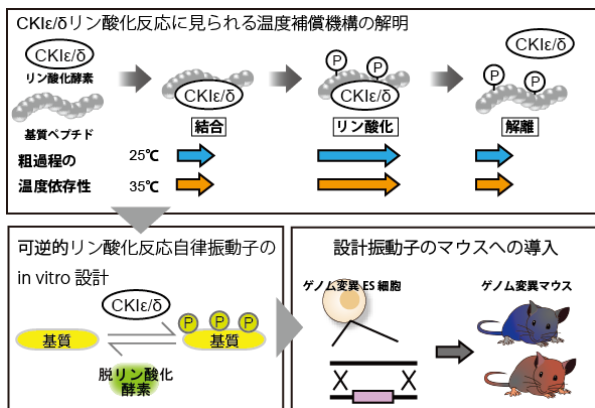 CKIε/δリン酸化反応に見られる温度補償機構の解明
CKIε/δ
リン酸化酵素
基質ペプチド
CKIε/δ
結合
P
P
CKIε/δ
リン酸化
CKIε/δ
P
P
解離
粗過程の
温度依存性
25℃
35℃
可逆的リン酸化反応自律振動子の
in vitro 設計
CKIε/δ
基質
P P P
基質
脱リン酸化
酵素
設計振動子のマウスへの導入
ゲノム変異 ES 細胞
ゲノム変異マウス